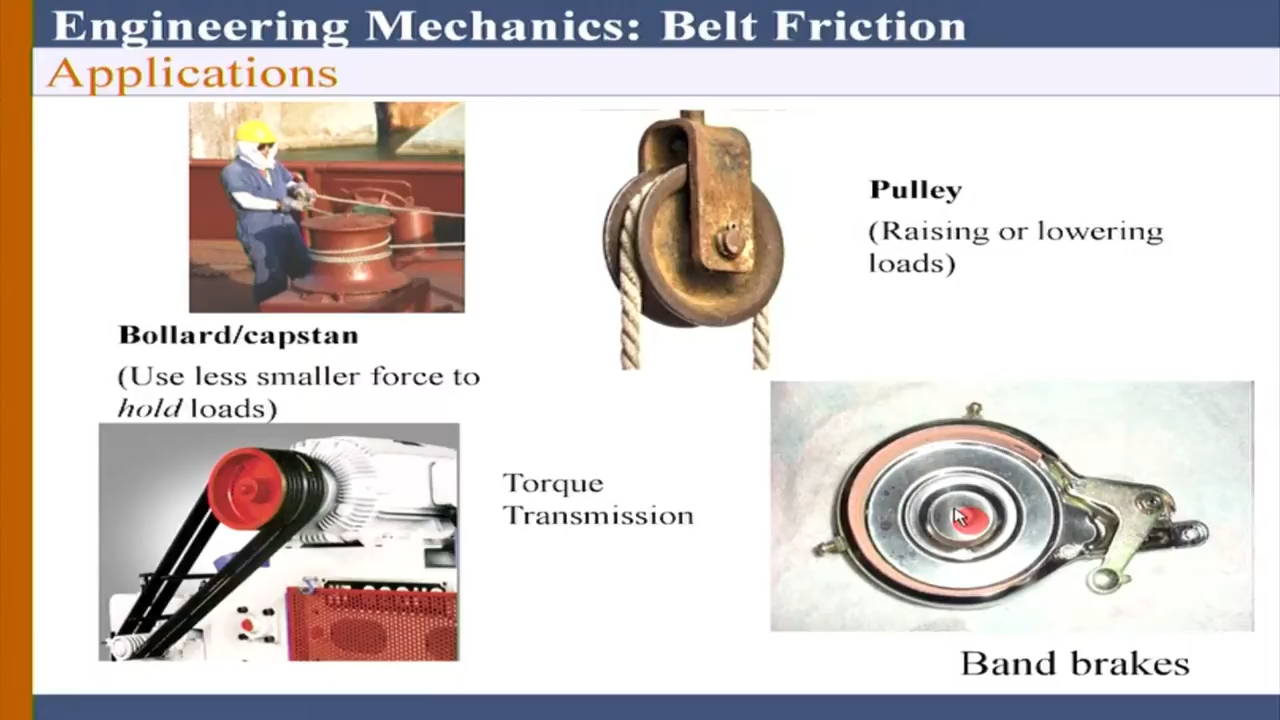 Engineering Mechanics: Belt Friction
Applications
Pulley
(Raising or lowering
loads)
Bollard/capstan
(Use less smaller force to
hold loads)
Torque
Transmission
Band brakes